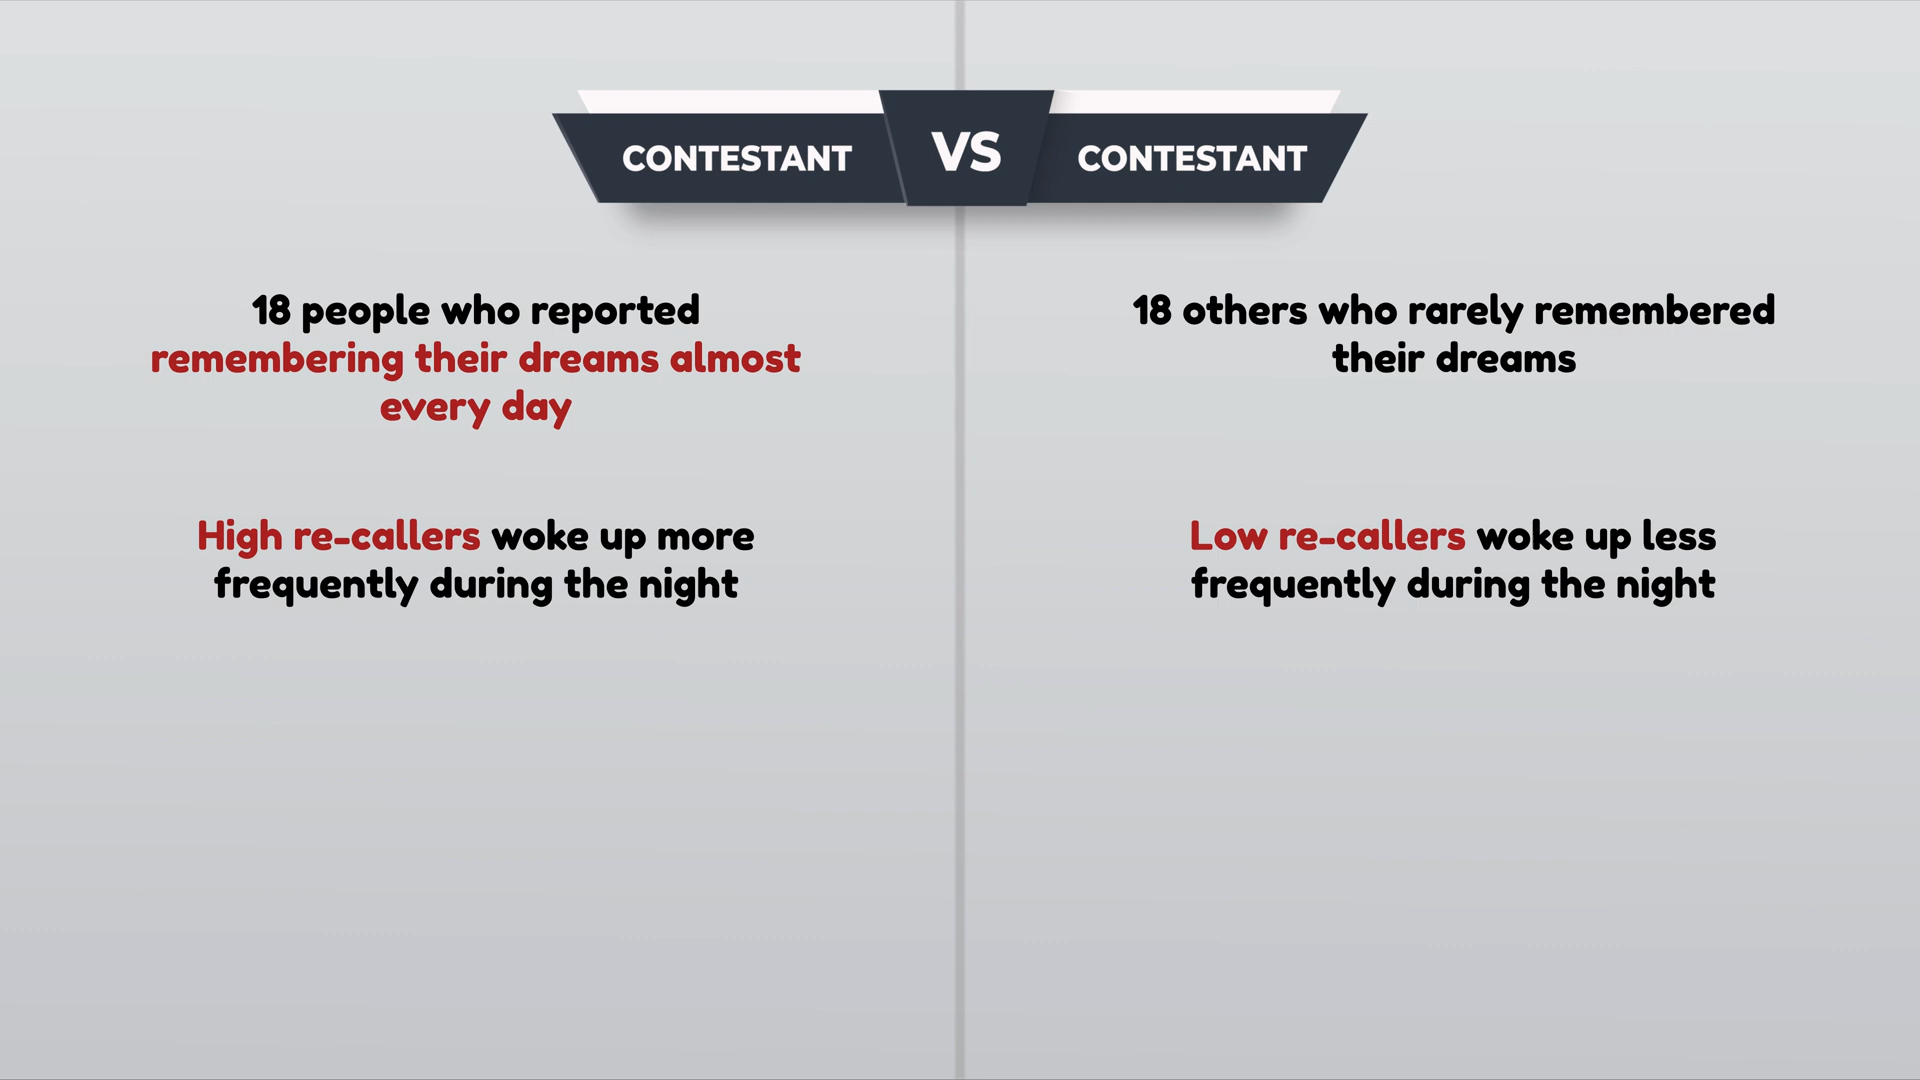 CONTESTANT VS CONTESTANT
18 people who reported
remembering their dreams almost
every day
18 others who rarely remembered
their dreams
High re-callers woke up more
frequently during the night
Low re-callers woke up less
frequently during the night